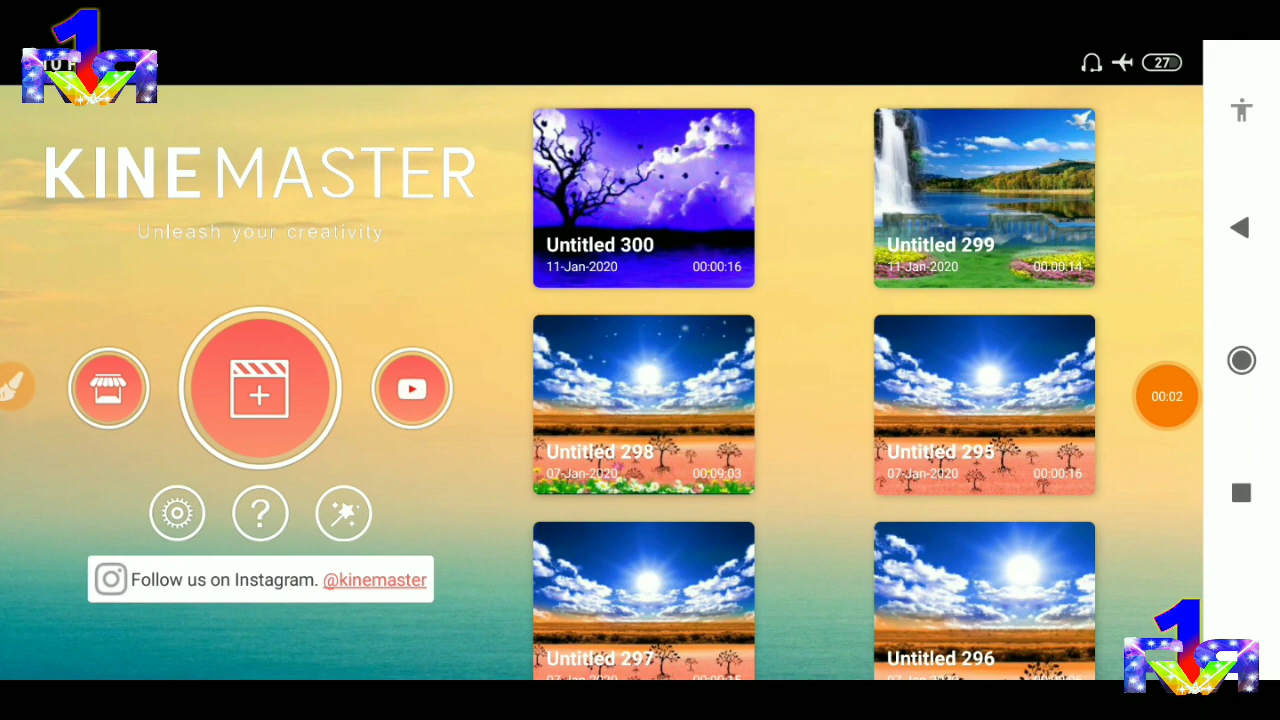 27
KINEMASTER
Unleash your creativity
Follow us on Instagram. @kinemaster
Untitled 300
11-Jan-2020 00:00:16
Untitled 299
11-Jan-2020 00:00:14
Untitled 298
07-Jan-2020 00:09:03
Untitled 295
07-Jan-2020 00:00:16
Untitled 297
Untitled 296
00:02